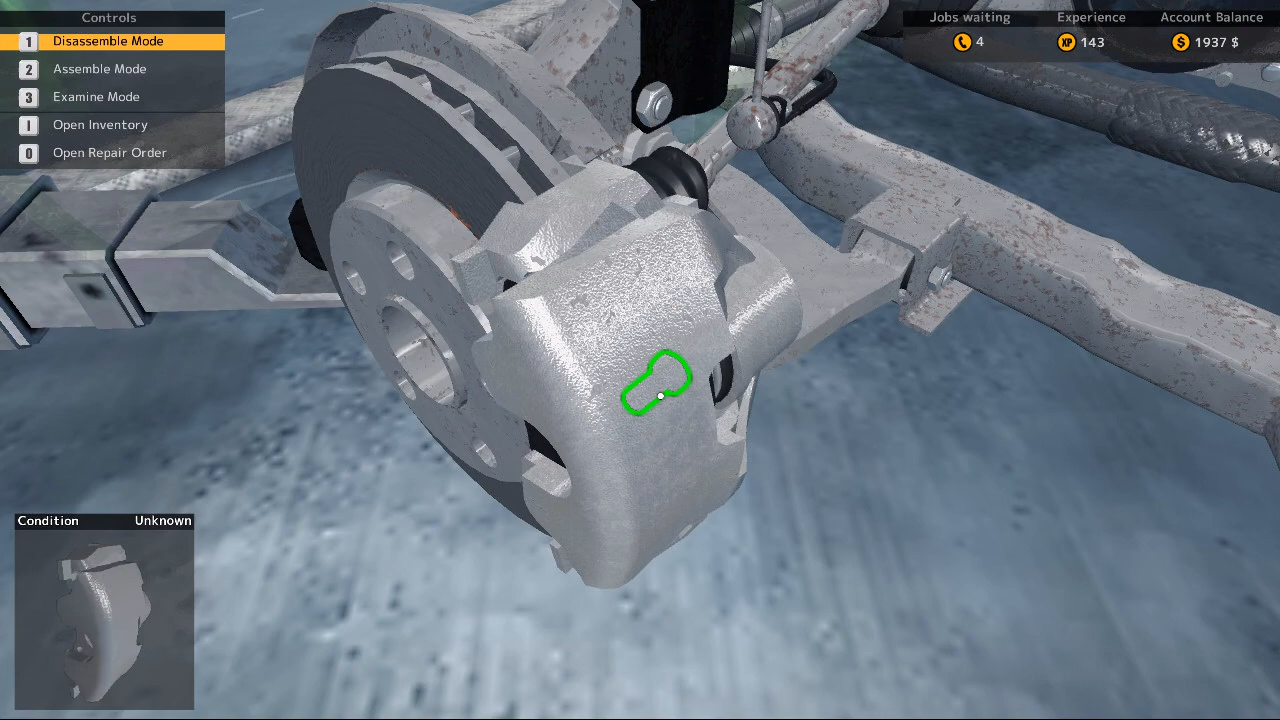 Controls
1 Disassemble Mode
2 Assemble Mode
3 Examine Mode
I Open Inventory
O Open Repair Order
Jobs waiting Experience Account Balance
4 XP 143 $ 1937 $
Condition Unknown